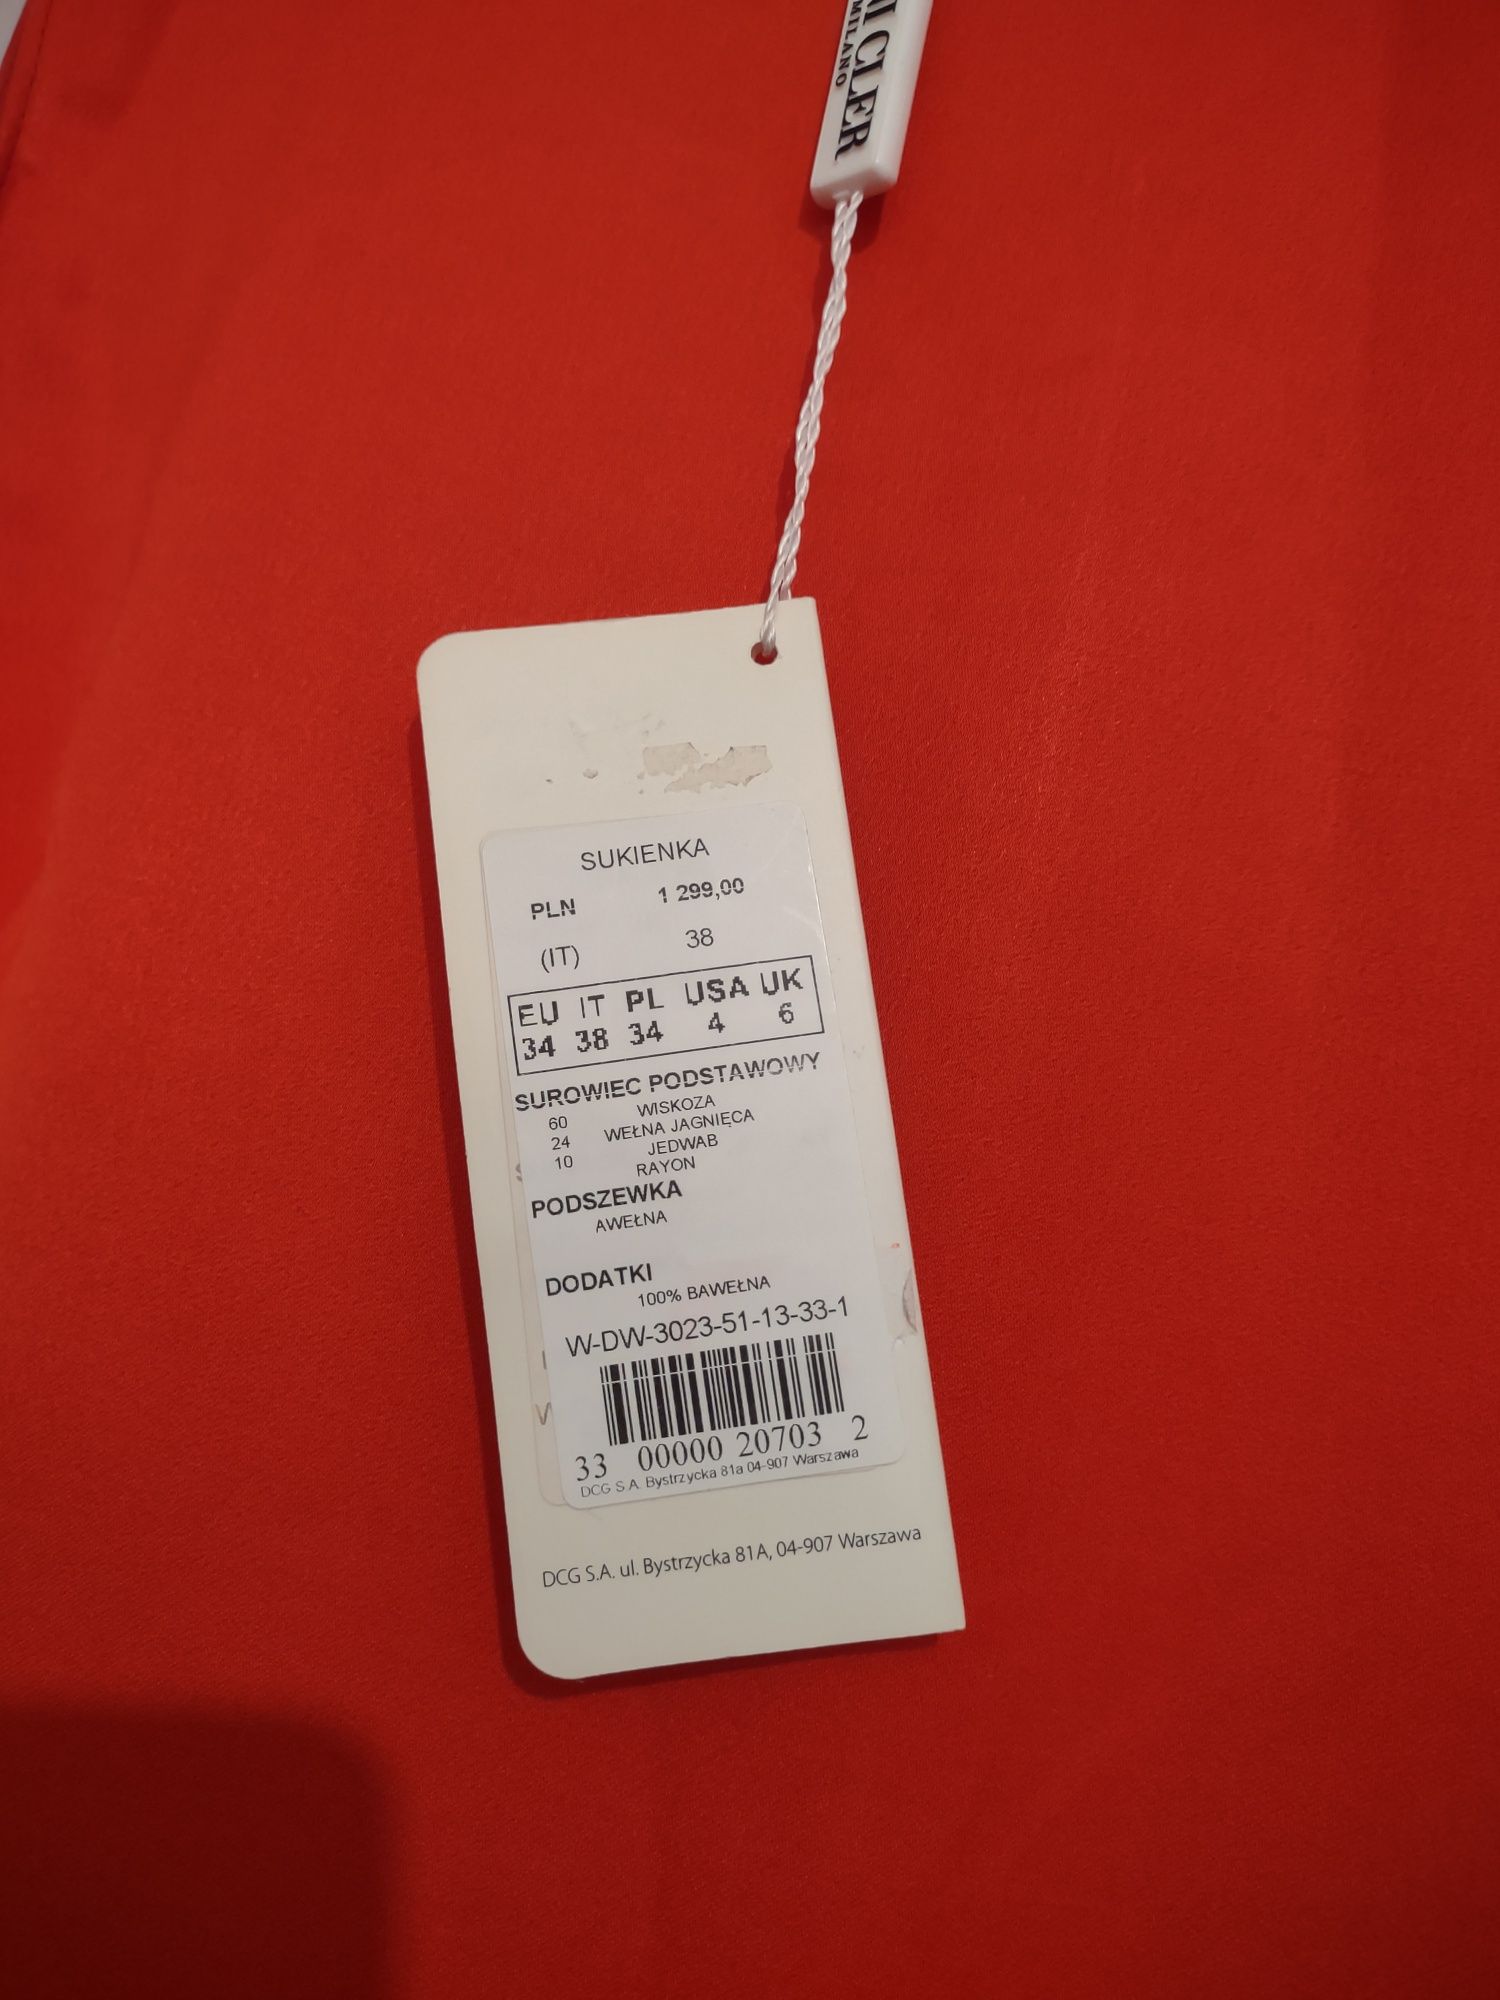 CLER
MILANO
SUKIENKA
PLN 1 299,00
(IT) 38
EU IT PL USA UK
34 38 34 4 6
SUROWIEC PODSTAWOWY
60 WISKOZA
24 WEŁNA JAGNIĘCA
10 JEDWAB
RAYON
PODSZEWKA
AWEŁNA
DODATKI
100% BAWEŁNA
W-DW-3023-51-13-33-1
33 00000 20703 2
DCG S.A. Bystrzycka 81a 04-907 Warszawa
DCG S.A. ul. Bystrzycka 81A, 04-907 Warszawa